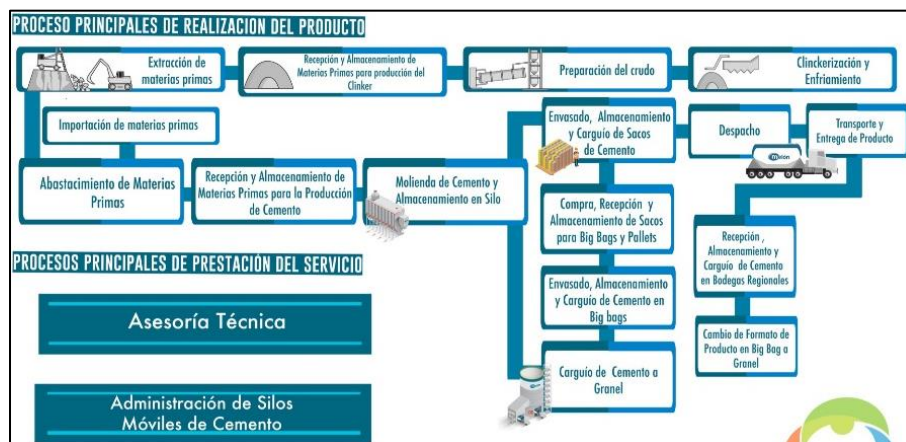 PROCESO PRINCIPALES DE REALIZACION DEL PRODUCTO
Extracción de
materias primas
Recepción y Almacenamiento de
Materias Primas para producción del
Clinker
Preparación del crudo
Clinckerización y
Enfriamiento
Importación de materias primas
Envasado, Almacenamiento
y Carguío de Sacos
de Cemento
Despacho
Transporte y
Entrega de Producto
Abastacimiento de Materias
Primas
Recepción y Almacenamiento de
Materias Primas para la Producción
de Cemento
Molienda de Cemento y
Almacenamiento en Silo
Compra, Recepción y
Almacenamiento de Sacos
para Big Bags y Pallets
Recepción ,
Almacenamiento y
Carguío de Cemento
en Bodegas Regionales
PROCESOS PRINCIPALES DE PRESTACIÓN DEL SERVICIO
Envasado, Almacenamiento
y Carguío de Cemento en
Big bags
Asesoría Técnica
Cambio de Formato de
Producto en Big Bag a
Granel
Carguío de Cemento a
Granel
Administración de Silos
Móviles de Cemento